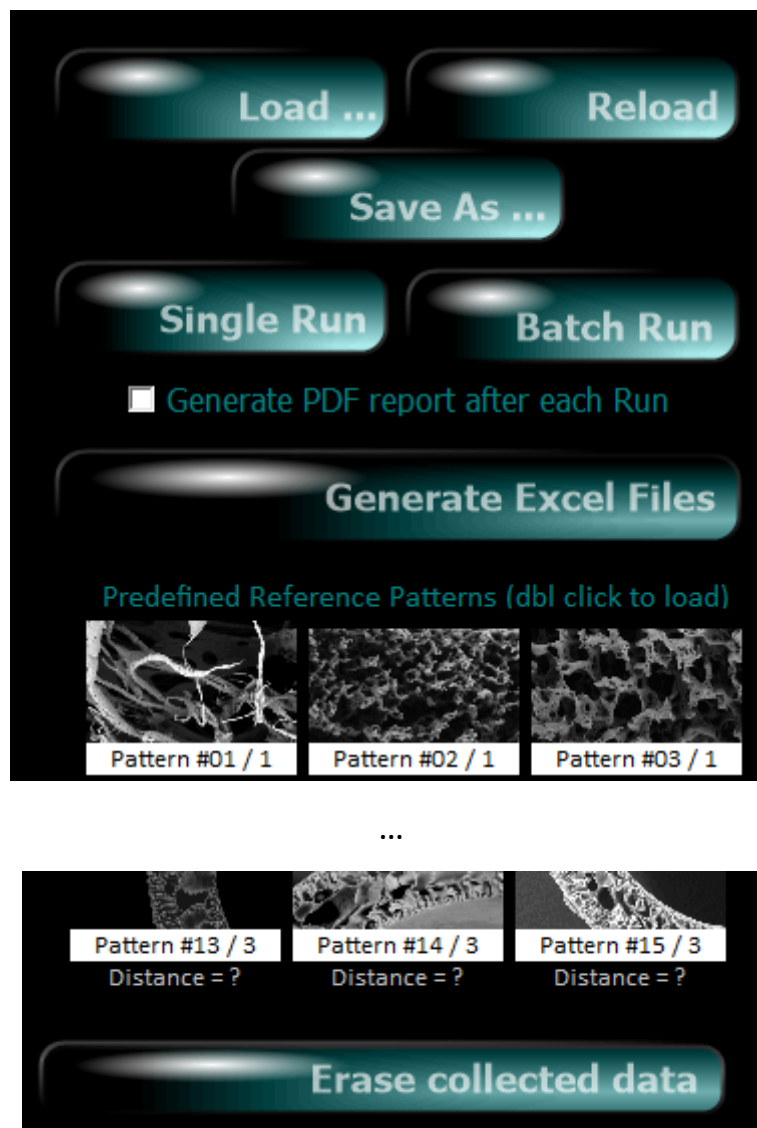 Load ...
Reload
Save As ...
Single Run
Batch Run
Generate PDF report after each Run
Generate Excel Files
Predefined Reference Patterns (dbl click to load)
Pattern #01 / 1
Pattern #02 / 1
Pattern #03 / 1
...
Pattern #13 / 3
Pattern #14 / 3
Pattern #15 / 3
Distance = ?
Distance = ?
Distance = ?
Erase collected data